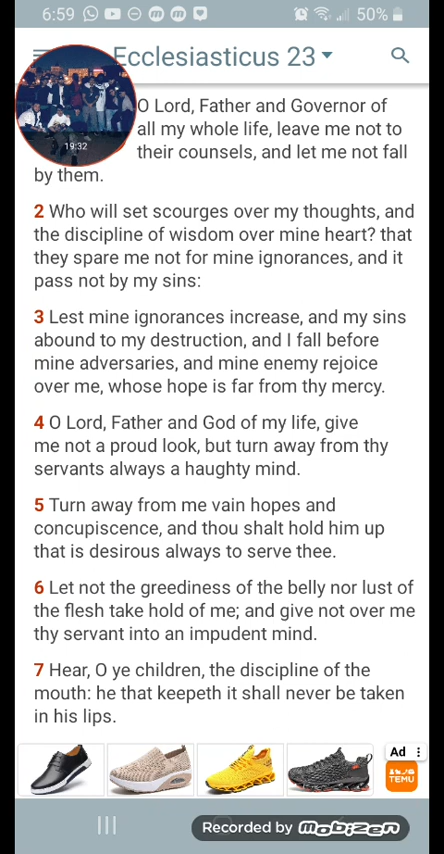 6:59
50%
Ecclesiasticus 23
19:32
O Lord, Father and Governor of
all my whole life, leave me not to
their counsels, and let me not fall
by them.
2 Who will set scourges over my thoughts, and
the discipline of wisdom over mine heart? that
they spare me not for mine ignorances, and it
pass not by my sins:
3 Lest mine ignorances increase, and my sins
abound to my destruction, and I fall before
mine adversaries, and mine enemy rejoice
over me, whose hope is far from thy mercy.
4 O Lord, Father and God of my life, give
me not a proud look, but turn away from thy
servants always a haughty mind.
5 Turn away from me vain hopes and
concupiscence, and thou shalt hold him up
that is desirous always to serve thee.
6 Let not the greediness of the belly nor lust of
the flesh take hold of me; and give not over me
thy servant into an impudent mind.
7 Hear, O ye children, the discipline of the
mouth: he that keepeth it shall never be taken
in his lips.
Ad
TEMU
Recorded by Mobizen